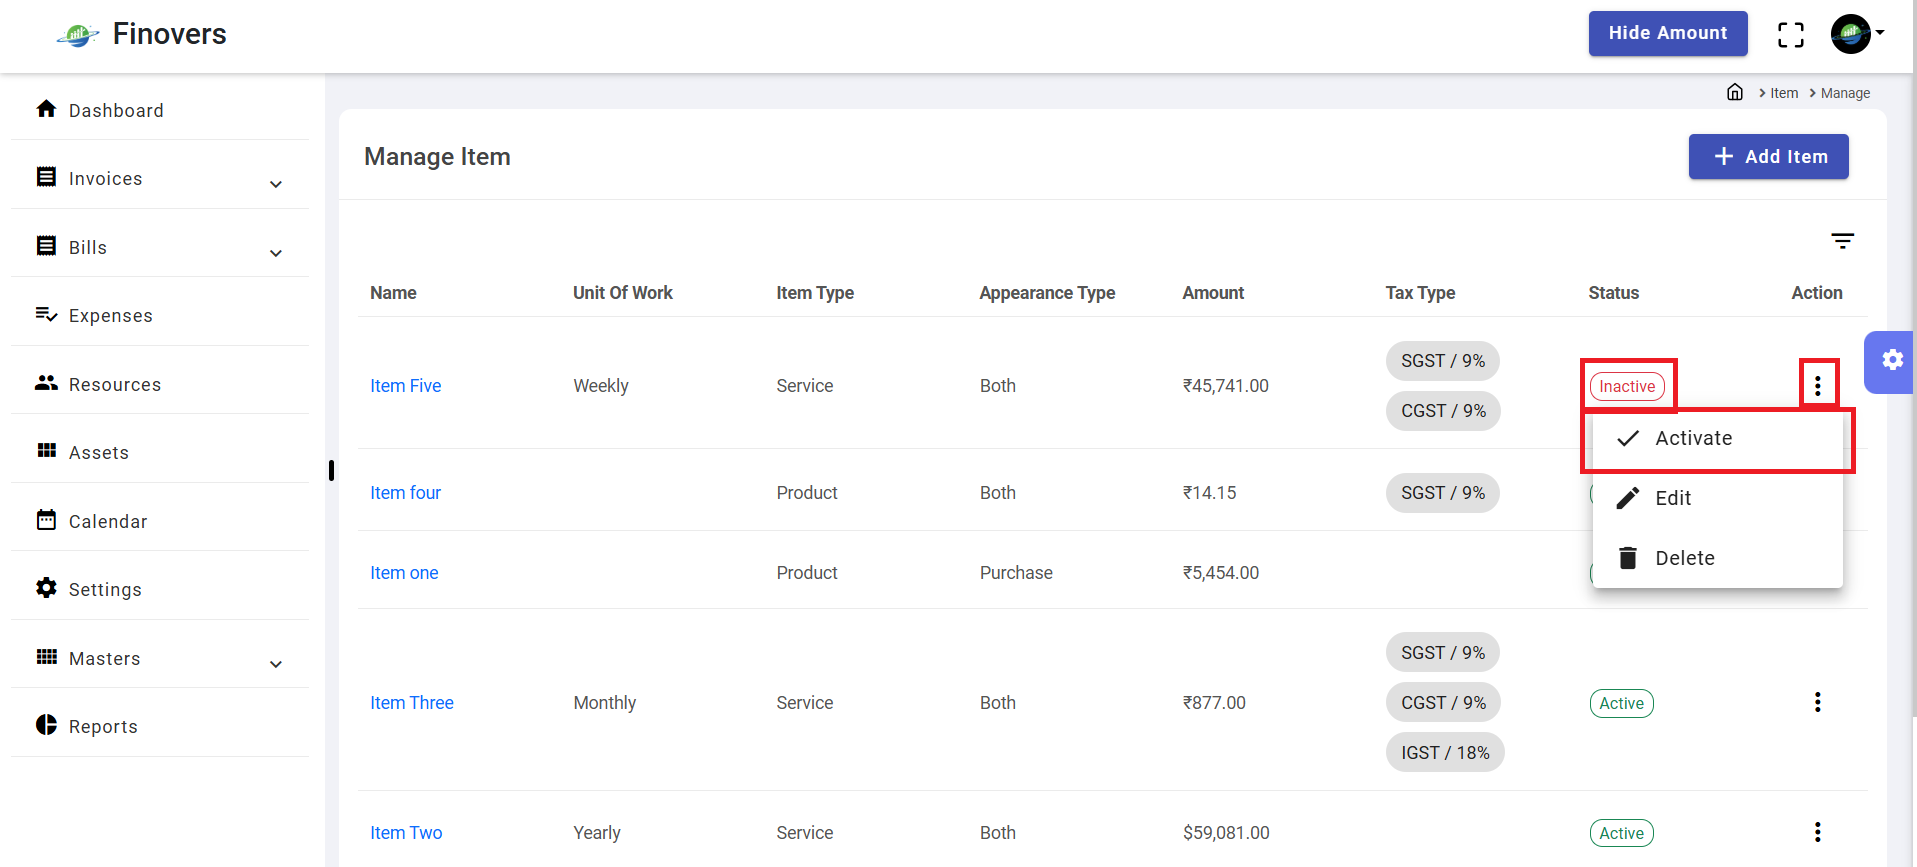 Finovers
Hide Amount
Item
Manage
Dashboard
Invoices
Bills
Expenses
Resources
Assets
Calendar
Settings
Masters
Reports
Manage Item
Add Item
Name Unit Of Work Item Type Appearance Type Amount Tax Type Status Action
Item Five Weekly Service Both ₹45,741.00 SGST / 9% CGST / 9% Inactive
Activate
Edit
Delete
Item four Product Both ₹14.15 SGST / 9%
Item one Product Purchase ₹5,454.00
Item Three Monthly Service Both ₹877.00 SGST / 9% CGST / 9% IGST / 18% Active
Item Two Yearly Service Both $59,081.00 Active